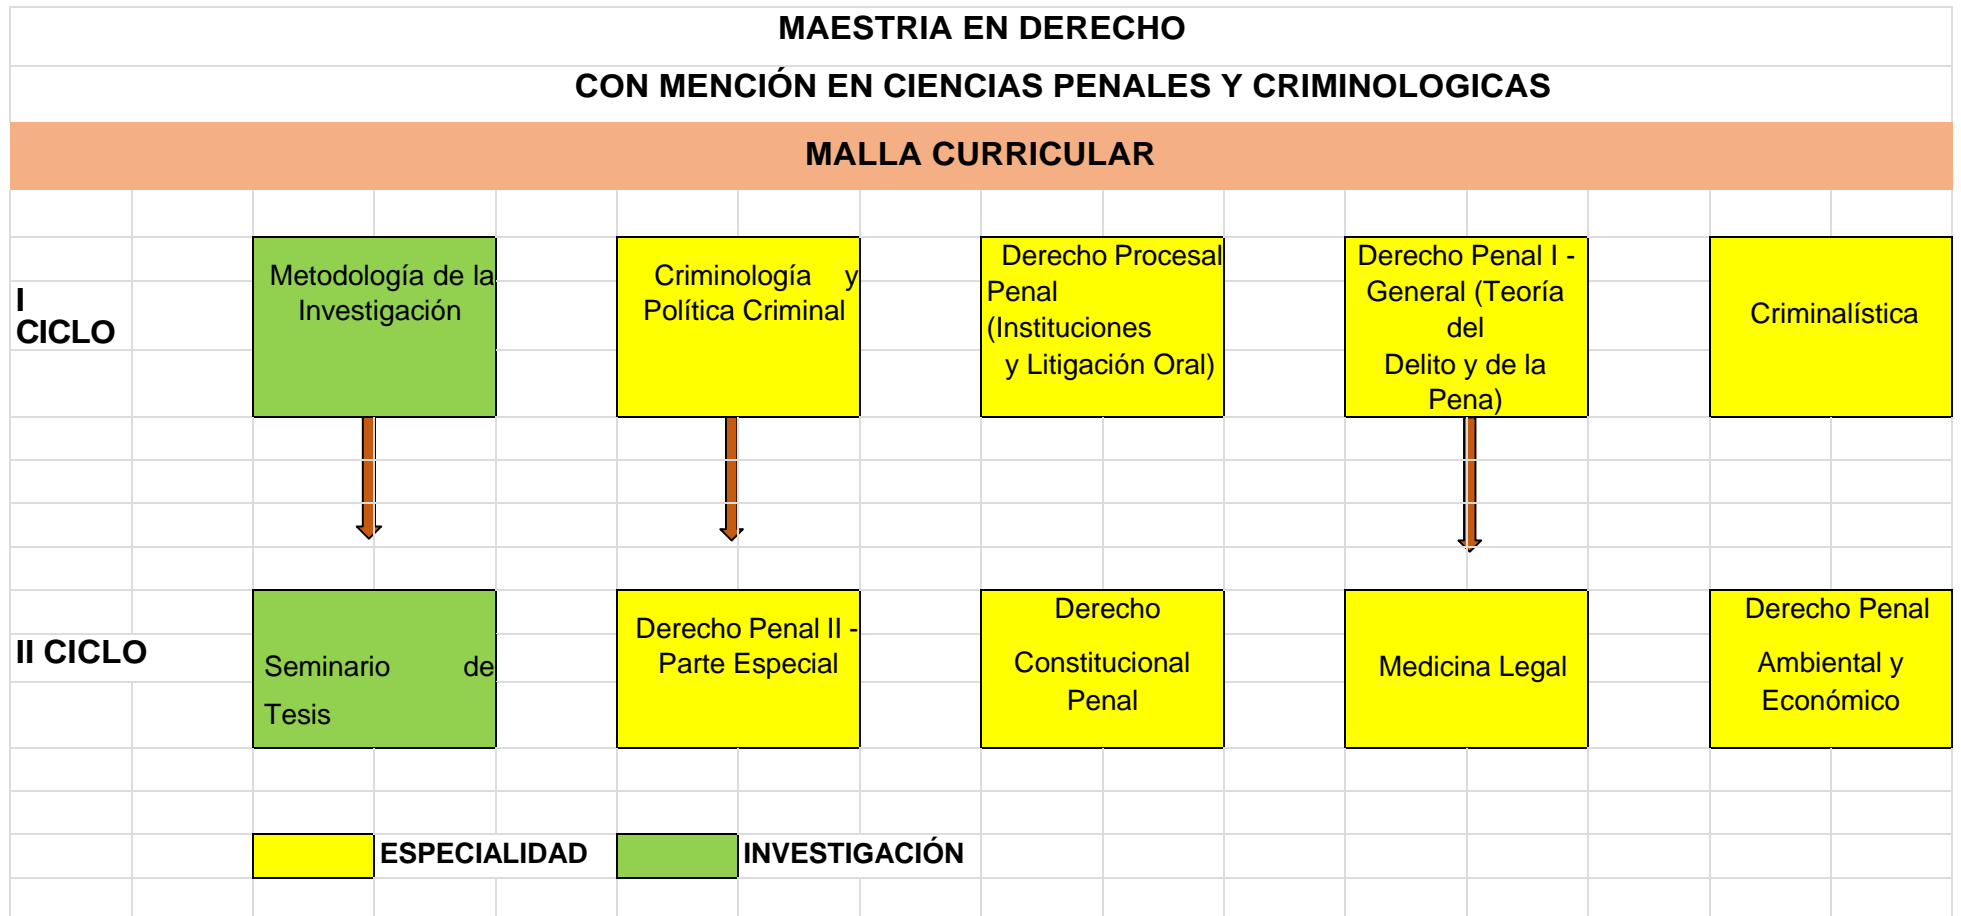 MAESTRIA EN DERECHO
CON MENCIÓN EN CIENCIAS PENALES Y CRIMINOLOGICAS
MALLA CURRICULAR
I
CICLO
Metodología de la
Investigación
Criminología y
Política Criminal
Derecho Procesal
Penal
(Instituciones
y Litigación Oral)
Derecho Penal I -
General (Teoría
del
Delito y de la
Pena)
Criminalística
II CICLO
Seminario de
Tesis
Derecho Penal II -
Parte Especial
Derecho
Constitucional
Penal
Medicina Legal
Derecho Penal
Ambiental y
Económico
ESPECIALIDAD
INVESTIGACIÓN